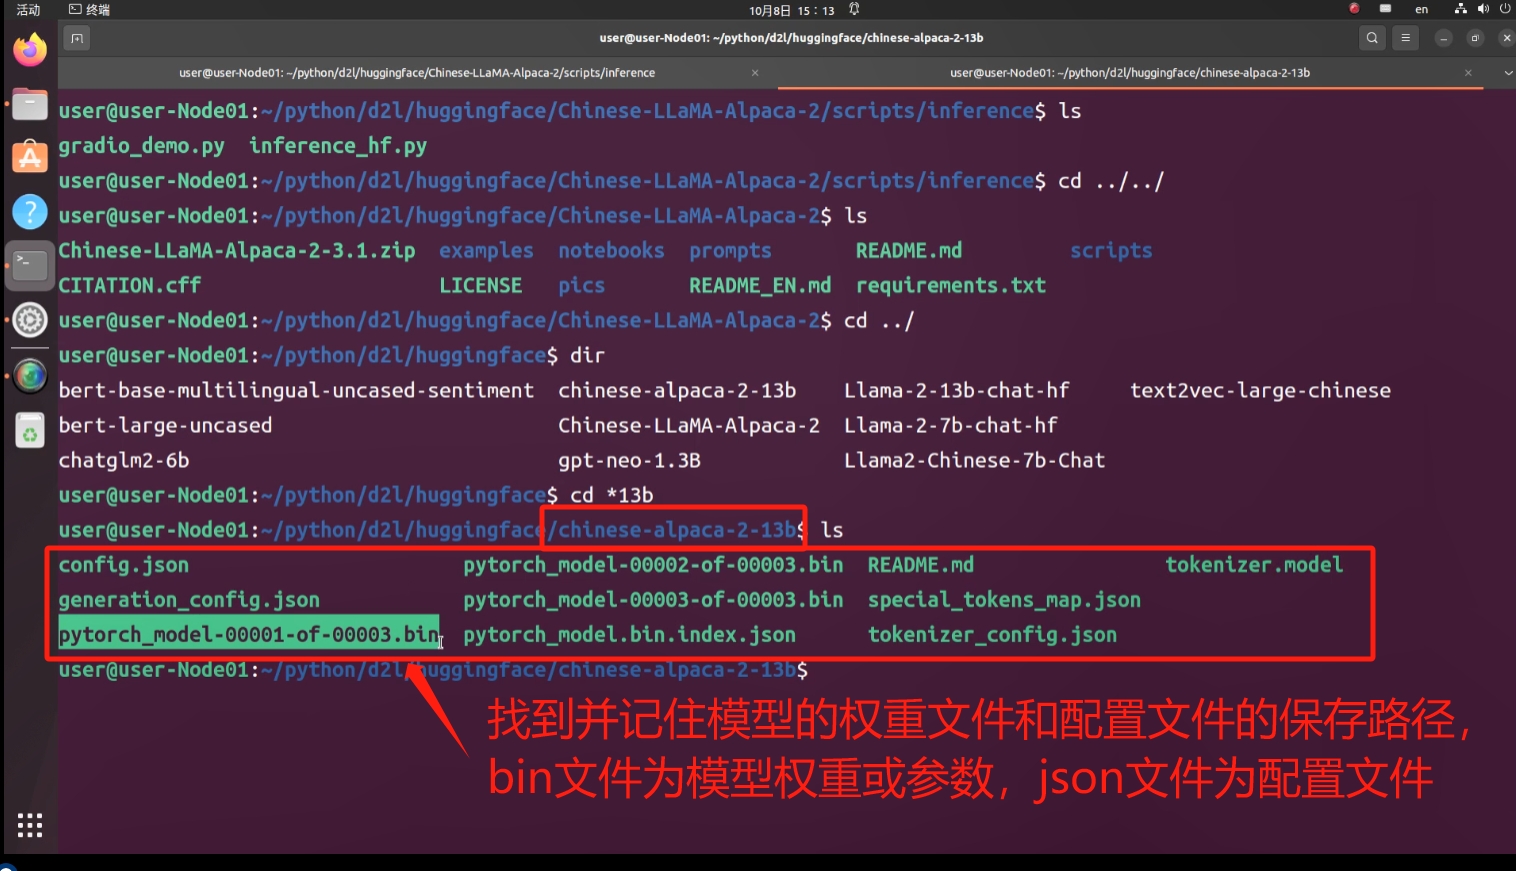 活动 终端 10月8日 15：13 en
user@user-Node01: ~/python/d2l/huggingface/chinese-alpaca-2-13b
user@user-Node01: ~/python/d2l/huggingface/Chinese-LLaMA-Alpaca-2/scripts/inference × user@user-Node01: ~/python/d2l/huggingface/chinese-alpaca-2-13b ×
user@user-Node01:~/python/d2l/huggingface/Chinese-LLaMA-Alpaca-2/scripts/inference$ ls
gradio_demo.py inference_hf.py
user@user-Node01:~/python/d2l/huggingface/Chinese-LLaMA-Alpaca-2/scripts/inference$ cd ../../
user@user-Node01:~/python/d2l/huggingface/Chinese-LLaMA-Alpaca-2$ ls
Chinese-LLaMA-Alpaca-2-3.1.zip examples notebooks prompts README.md scripts
CITATION.cff LICENSE pics README_EN.md requirements.txt
user@user-Node01:~/python/d2l/huggingface/Chinese-LLaMA-Alpaca-2$ cd ../
user@user-Node01:~/python/d2l/huggingface$ dir
bert-base-multilingual-uncased-sentiment chinese-alpaca-2-13b Llama-2-13b-chat-hf text2vec-large-chinese
bert-large-uncased Chinese-LLaMA-Alpaca-2 Llama-2-7b-chat-hf
chatglm2-6b gpt-neo-1.3B Llama2-Chinese-7b-Chat
user@user-Node01:~/python/d2l/huggingface$ cd *13b
user@user-Node01:~/python/d2l/huggingface/chinese-alpaca-2-13b$ ls
config.json pytorch_model-00002-of-00003.bin README.md tokenizer.model
generation_config.json pytorch_model-00003-of-00003.bin special_tokens_map.json
pytorch_model-00001-of-00003.bin pytorch_model.bin.index.json tokenizer_config.json
user@user-Node01:~/python/d2l/huggingface/chinese-alpaca-2-13b$
找到并记住模型的权重文件和配置文件的保存路径，
bin文件为模型权重或参数，json文件为配置文件